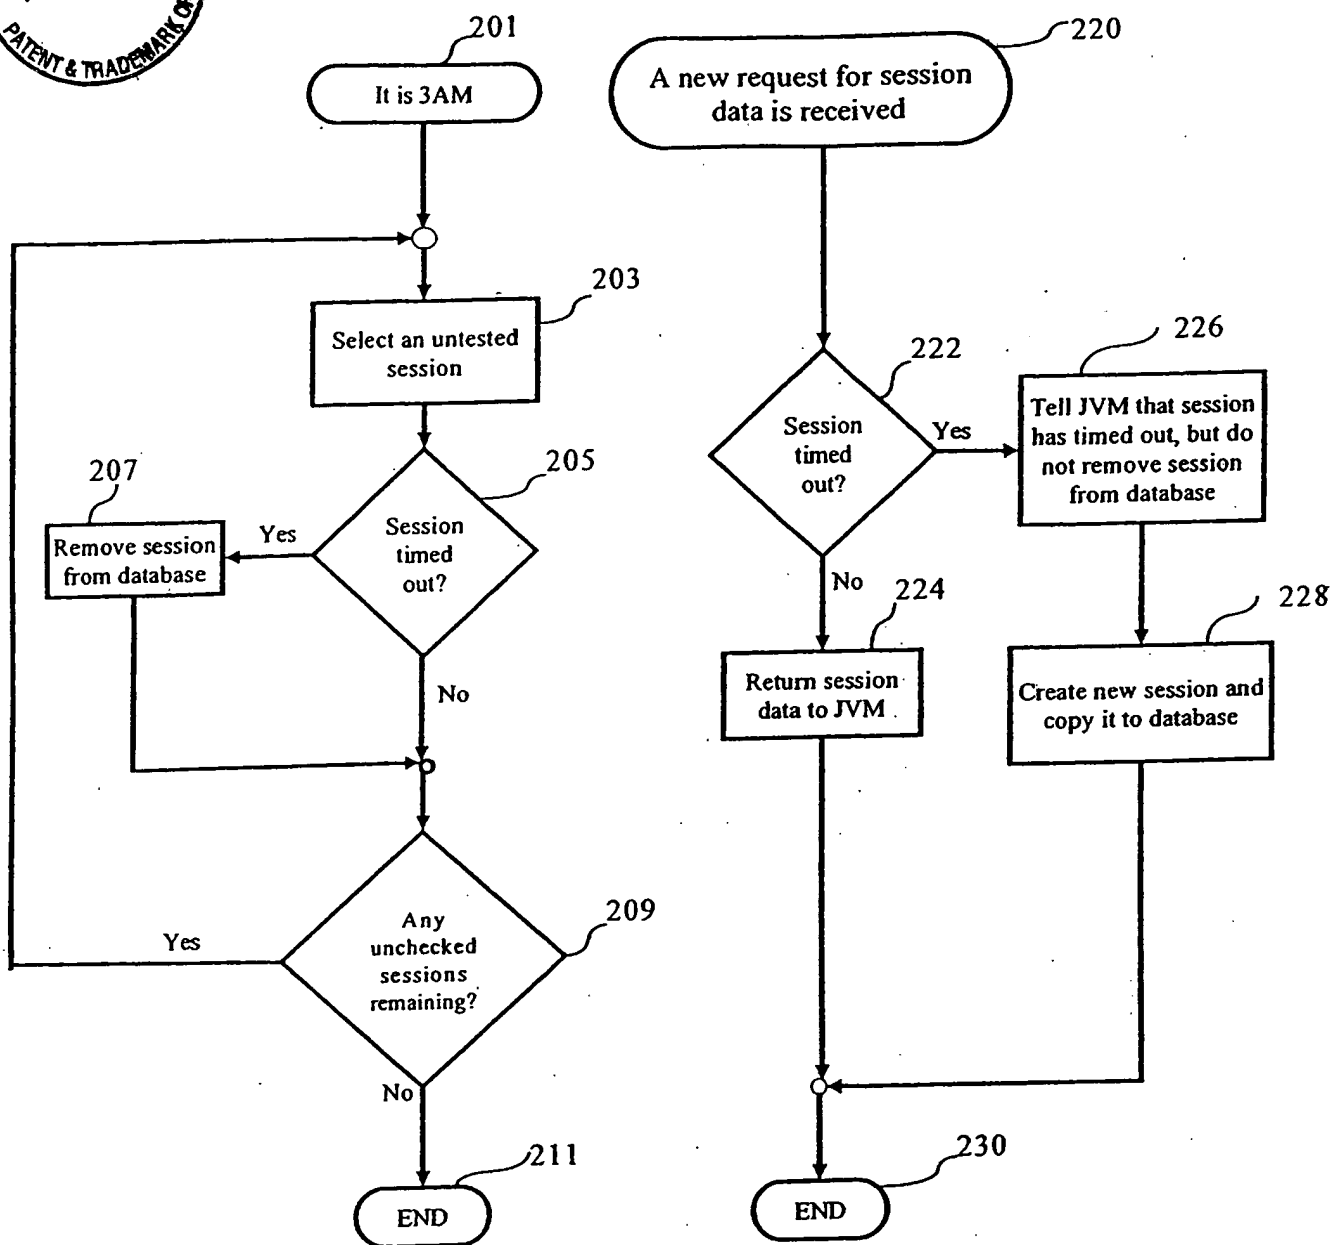 PATENT & TRADEMARK OF
201
It is 3AM
203
Select an untested
session
205
Session
timed
out?
Yes
207
Remove session
from database
No
209
Any
unchecked
sessions
remaining?
Yes
No
211
END
220
A new request for session
data is received
222
Session
timed
out?
Yes
226
Tell JVM that session
has timed out, but do
not remove session
from database
No
224
Return session
data to JVM
228
Create new session and
copy it to database
230
END